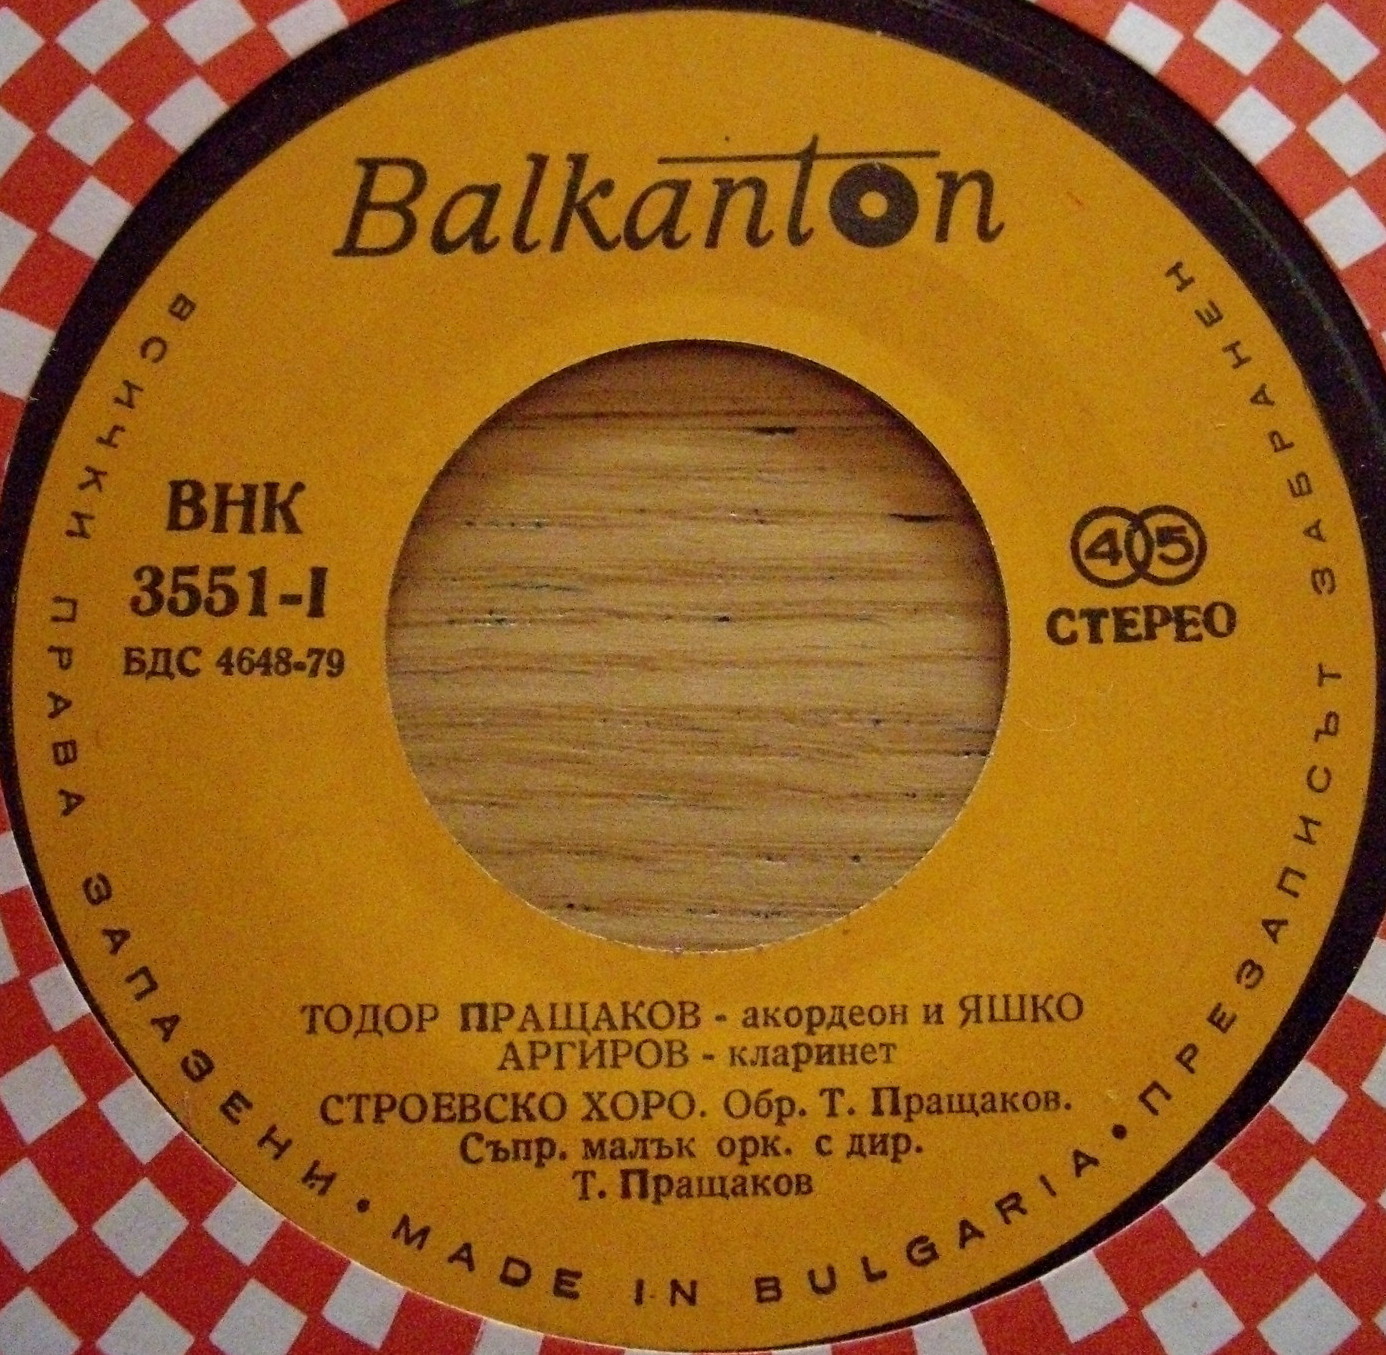 Balkanton
ВНК
3551-I
БДС 4648-79
45
СТЕРЕО
ТОДОР ПРАЩАКОВ - акордеон и ЯШКО
АРГИРОВ - кларинет
СТРОЕВСКО ХОРО. Обр. Т. Пращаков.
Съпр. малък орк. с дир.
Т. Пращаков
ВСИЧКИ ПРАВА ЗАПАЗЕНИ • MADE IN BULGARIA • ПРЕЗАПИСЪТ ЗАБРАНЕН